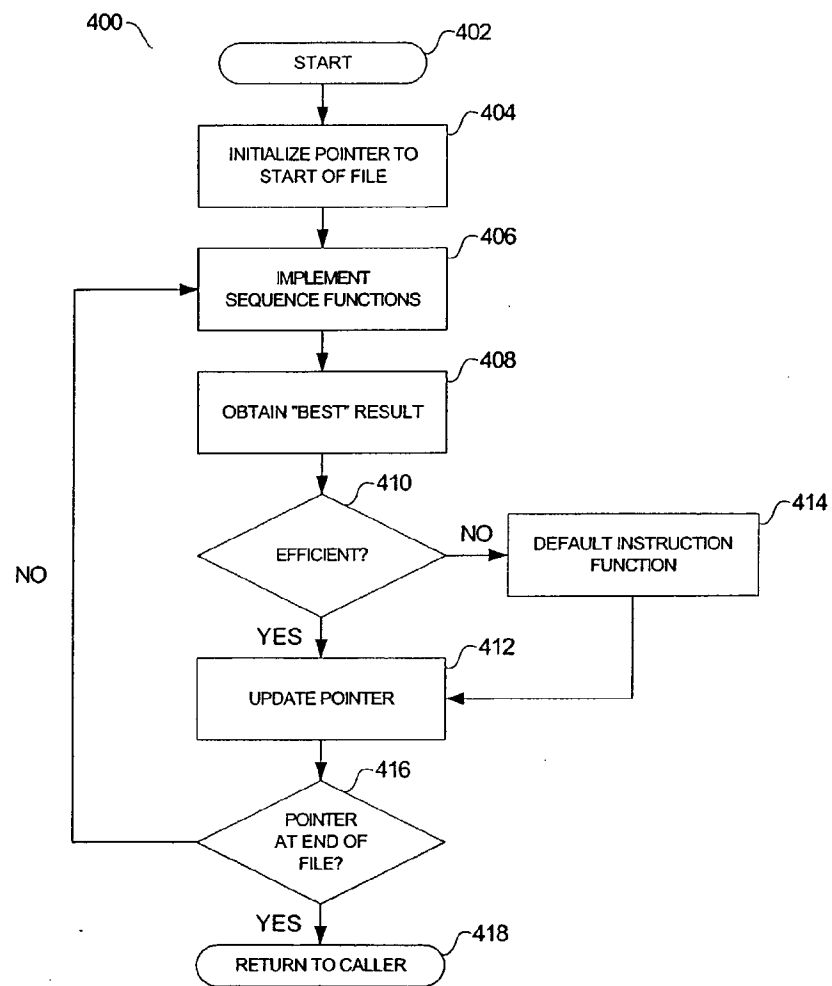 400
402
START
404
INITIALIZE POINTER TO
START OF FILE
406
IMPLEMENT
SEQUENCE FUNCTIONS
408
OBTAIN "BEST" RESULT
410
EFFICIENT?
NO
414
DEFAULT INSTRUCTION
FUNCTION
NO
YES
412
UPDATE POINTER
416
POINTER
AT END OF
FILE?
YES
418
RETURN TO CALLER